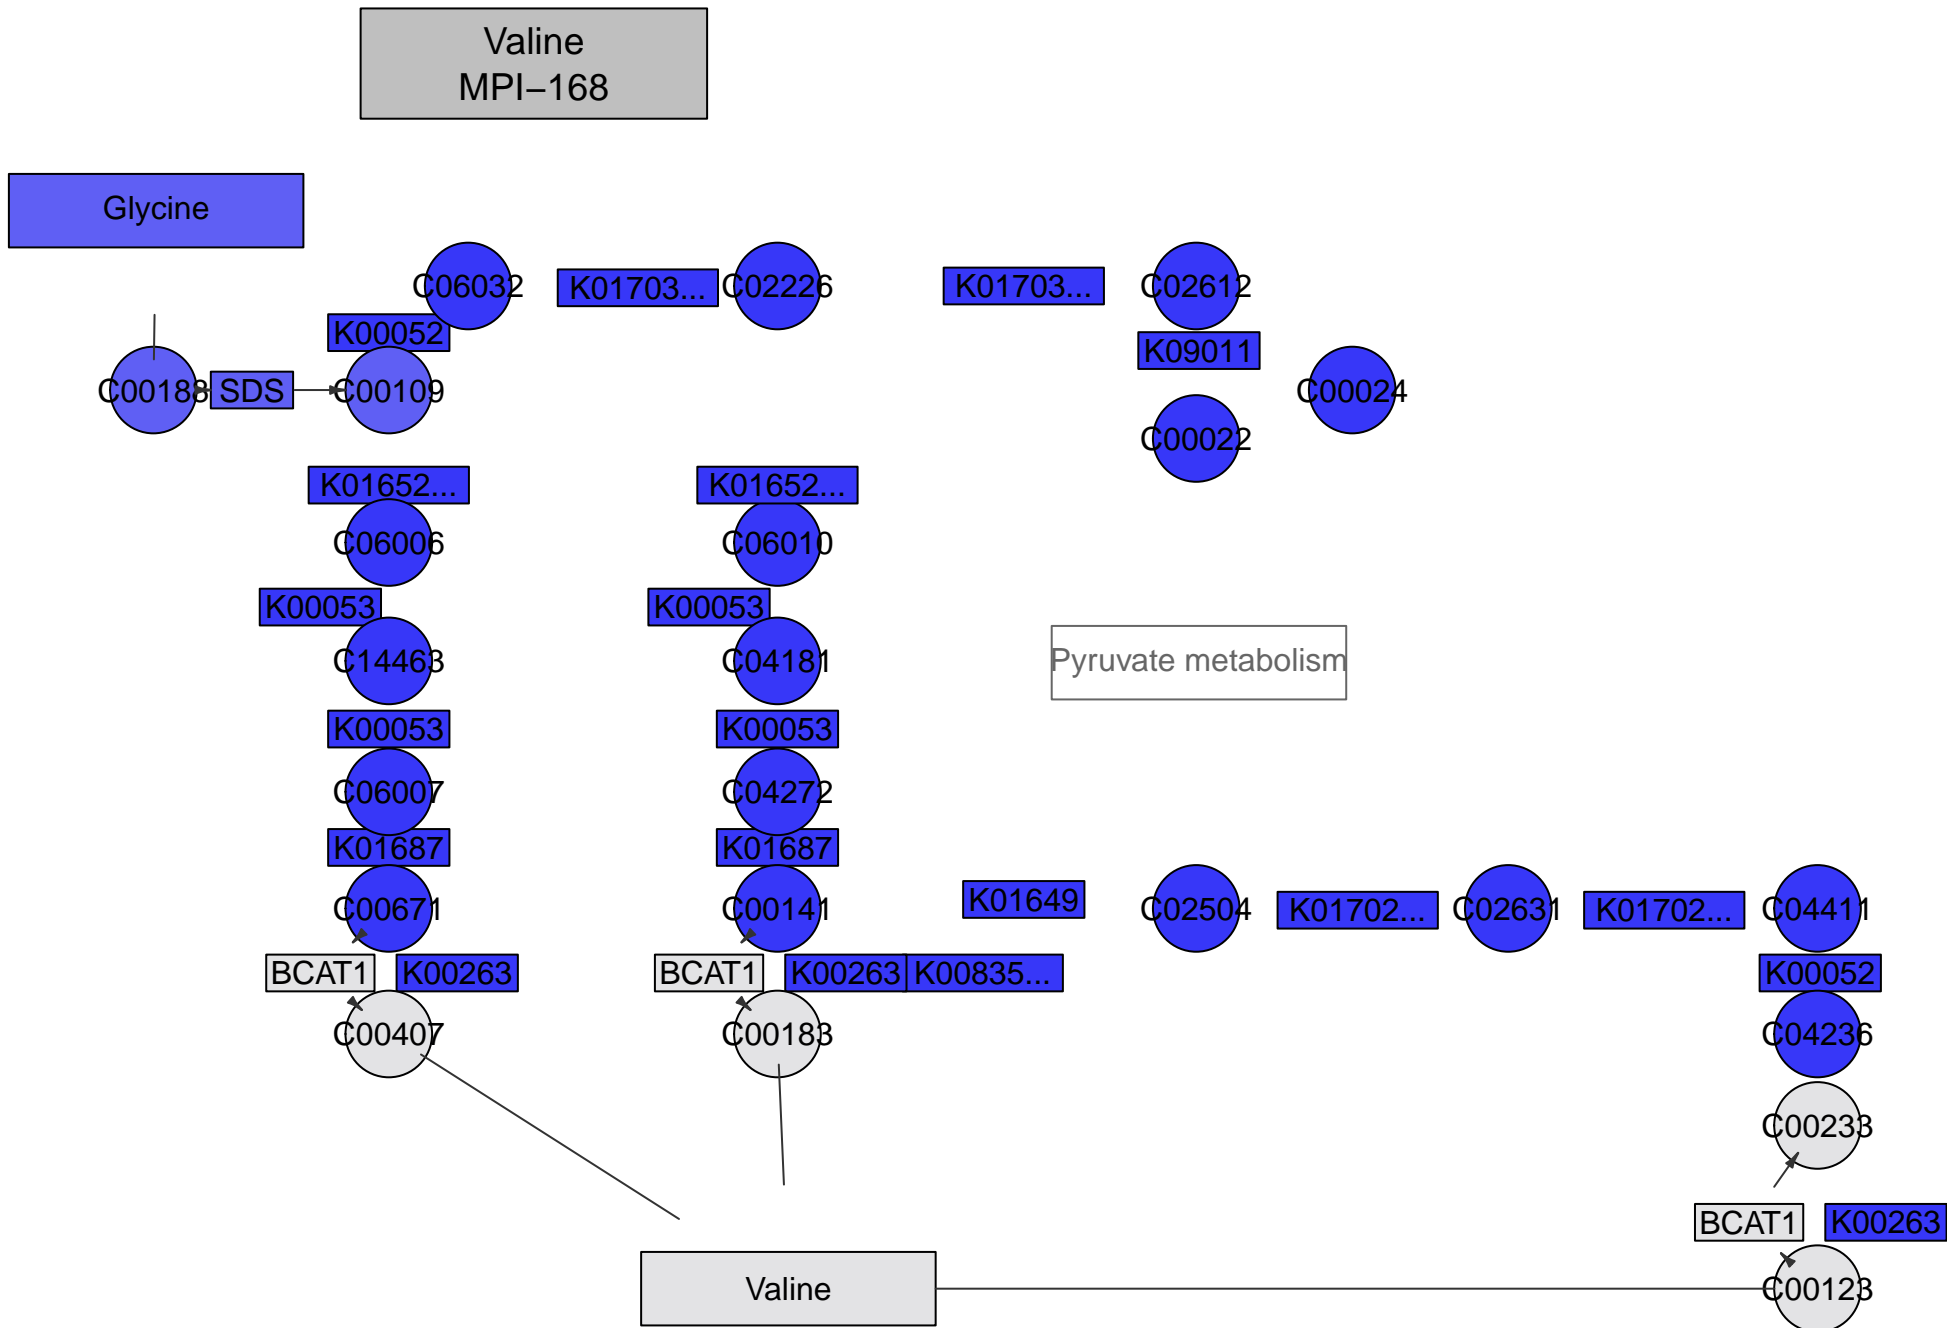 Valine
MPI−168
Glycine
C06032
K01703...
C02226
K01703...
C02612
K00052
K09011
C00188
SDS
C00109
C00024
C00022
K01652...
K01652...
C06006
C06010
K00053
K00053
C14463
C04181
Pyruvate metabolism
K00053
K00053
C06007
C04272
K01687
K01687
C00671
C00141
K01649
C02504
K01702...
C02631
K01702...
C04411
BCAT1
K00263
BCAT1
K00263
K00835...
K00052
C00407
C00183
C04236
C00233
BCAT1
K00263
Valine
C00123